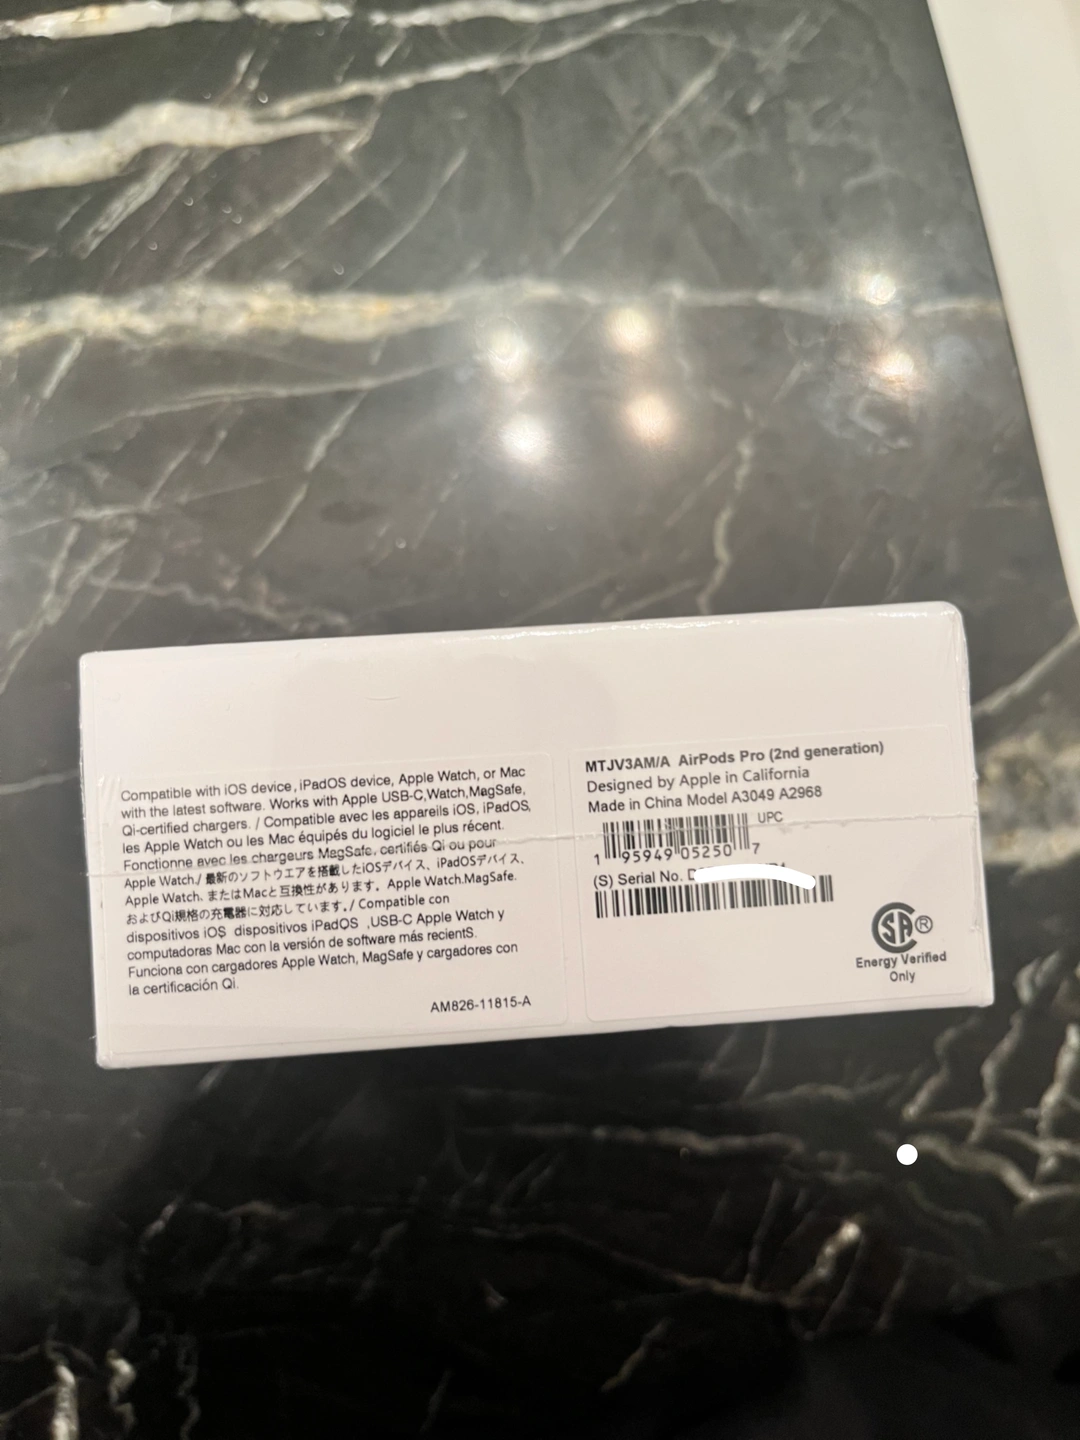 Compatible with iOS device, iPadOS device, Apple Watch, or Mac
with the latest software. Works with Apple USB-C,Watch,MagSafe,
Qi-certified chargers. / Compatible avec les appareils iOS, iPadOS,
les Apple Watch ou les Mac équipés du logiciel le plus récent.
Fonctionne avec les chargeurs MagSafe, certifiés Qi ou pour
Apple Watch./ 最新のソフトウエアを搭載したiOSデバイス、iPadOSデバイス、
Apple Watch、またはMacと互換性があります。Apple Watch.MagSafe.
およびQi規格の充電器に対応しています。/ Compatible con
dispositivos iOS dispositivos iPadOS ,USB-C Apple Watch y
computadoras Mac con la versión de software más recientS.
Funciona con cargadores Apple Watch, MagSafe y cargadores con
la certificación Qi.
AM826-11815-A
MTJV3AM/A AirPods Pro (2nd generation)
Designed by Apple in California
Made in China Model A3049 A2968
UPC
1 95949 05250 7
(S) Serial No.
SA ®
Energy Verified
Only